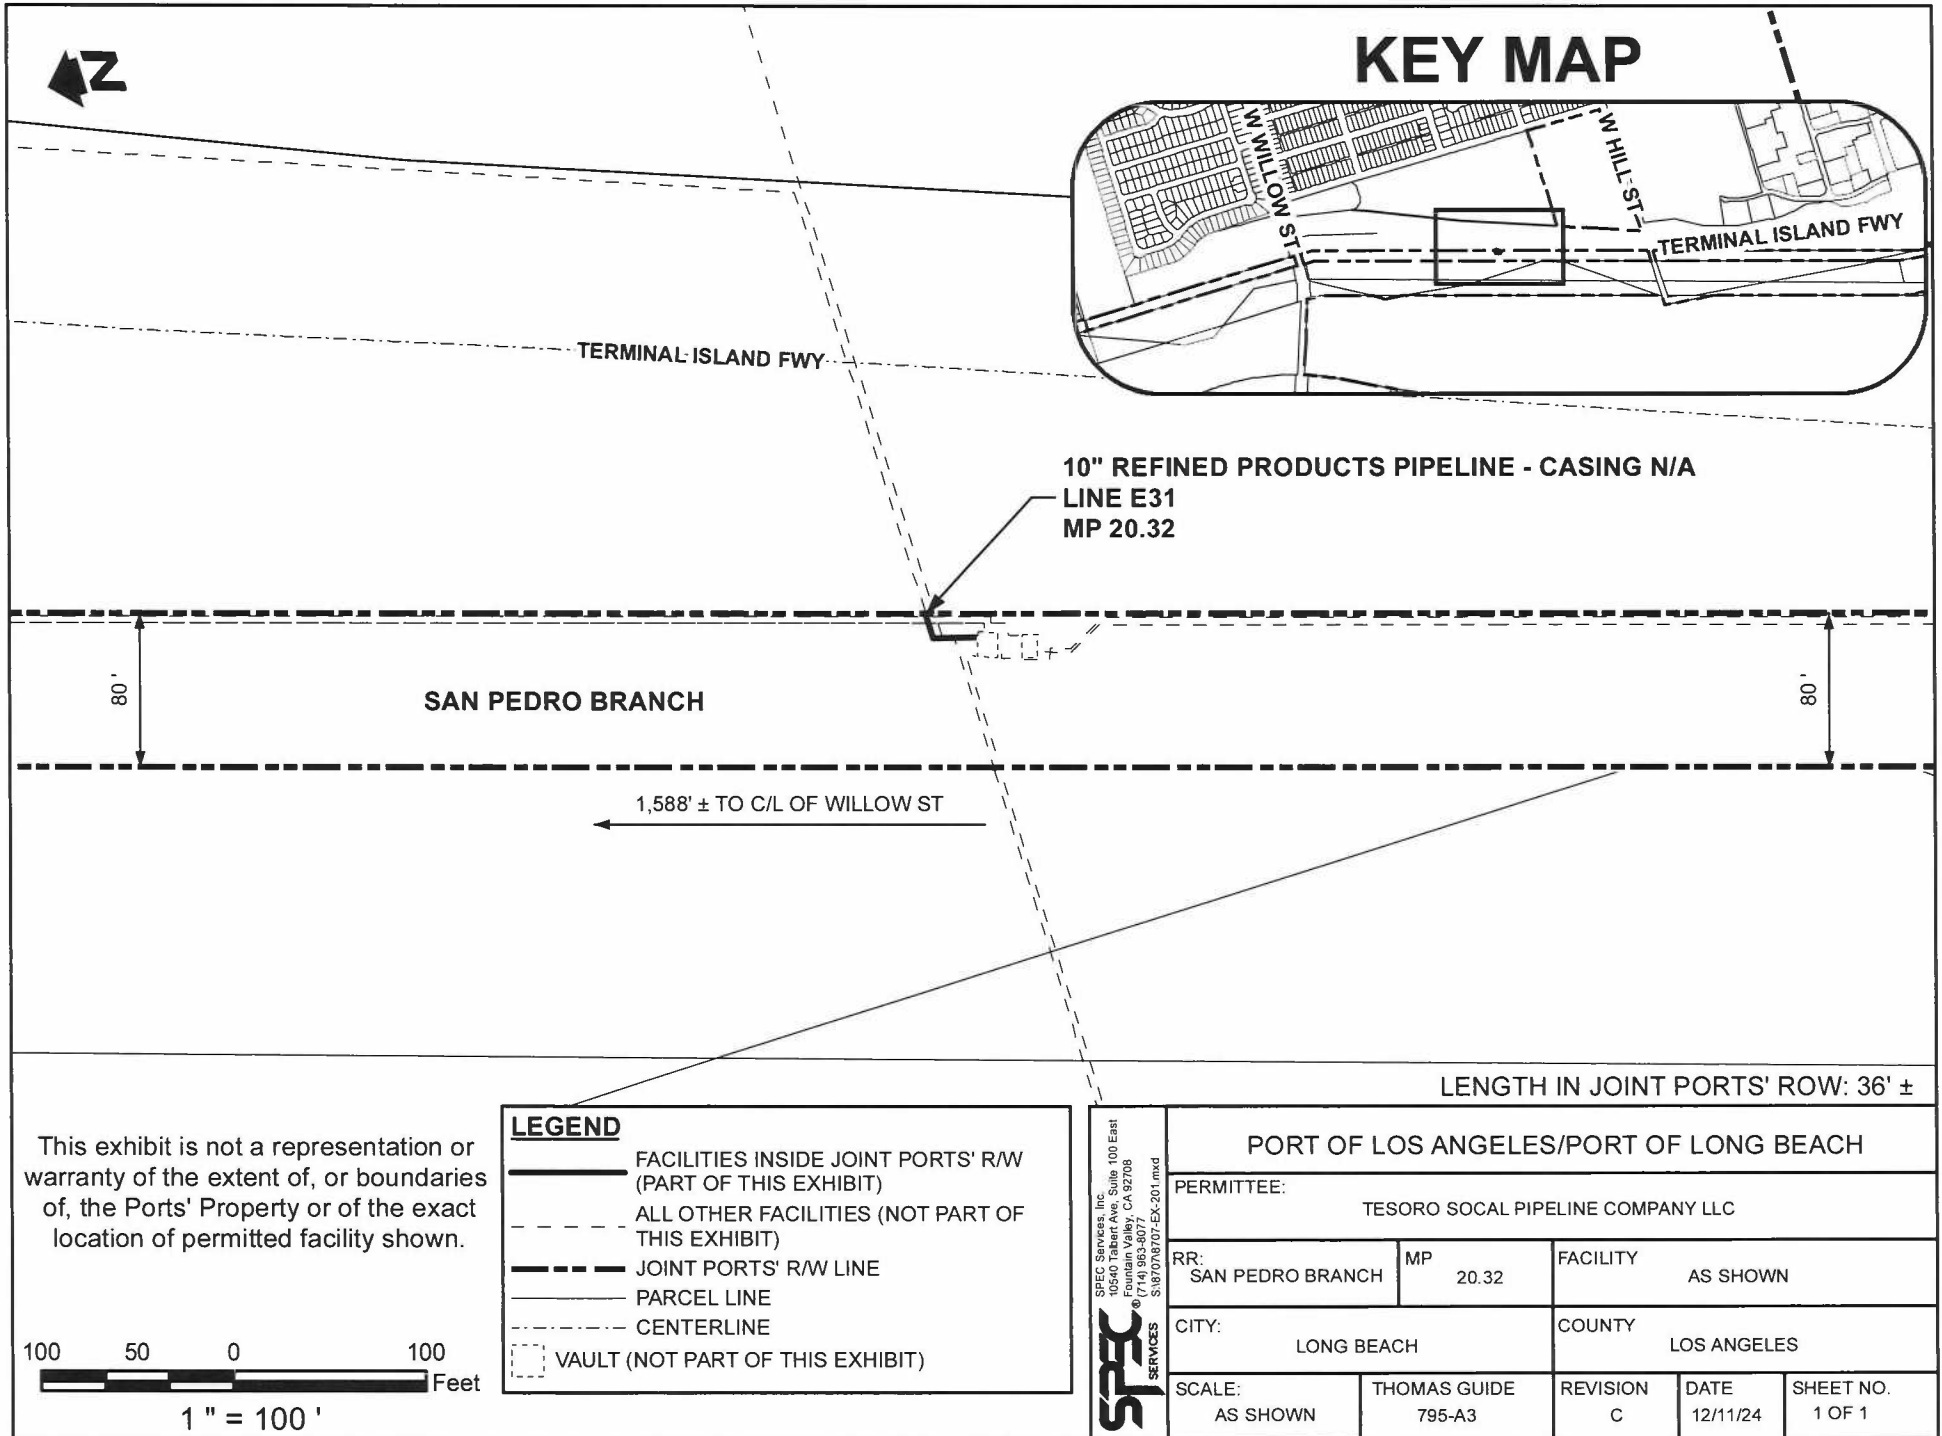 N
KEY MAP
W WILLOW ST
W HILL ST
TERMINAL ISLAND FWY
TERMINAL ISLAND FWY
10" REFINED PRODUCTS PIPELINE - CASING N/A
LINE E31
MP 20.32
80 '
SAN PEDRO BRANCH
80 '
1,588' ± TO C/L OF WILLOW ST
LENGTH IN JOINT PORTS' ROW: 36' ±
This exhibit is not a representation or
warranty of the extent of, or boundaries
of, the Ports' Property or of the exact
location of permitted facility shown.
100 50 0 100
Feet
1 " = 100 '
LEGEND
FACILITIES INSIDE JOINT PORTS' R/W
(PART OF THIS EXHIBIT)
ALL OTHER FACILITIES (NOT PART OF
THIS EXHIBIT)
JOINT PORTS' R/W LINE
PARCEL LINE
CENTERLINE
VAULT (NOT PART OF THIS EXHIBIT)
SPEC Services, Inc.
10540 Talbert Ave, Suite 100 East
Fountain Valley, CA 92708
(714) 963-8077
S:\8707\8707-EX-201.mxd
SPEC®
SERVICES
PORT OF LOS ANGELES/PORT OF LONG BEACH
PERMITTEE:
TESORO SOCAL PIPELINE COMPANY LLC
RR:
SAN PEDRO BRANCH
MP
20.32
FACILITY
AS SHOWN
CITY:
LONG BEACH
COUNTY
LOS ANGELES
SCALE:
AS SHOWN
THOMAS GUIDE
795-A3
REVISION
C
DATE
12/11/24
SHEET NO.
1 OF 1